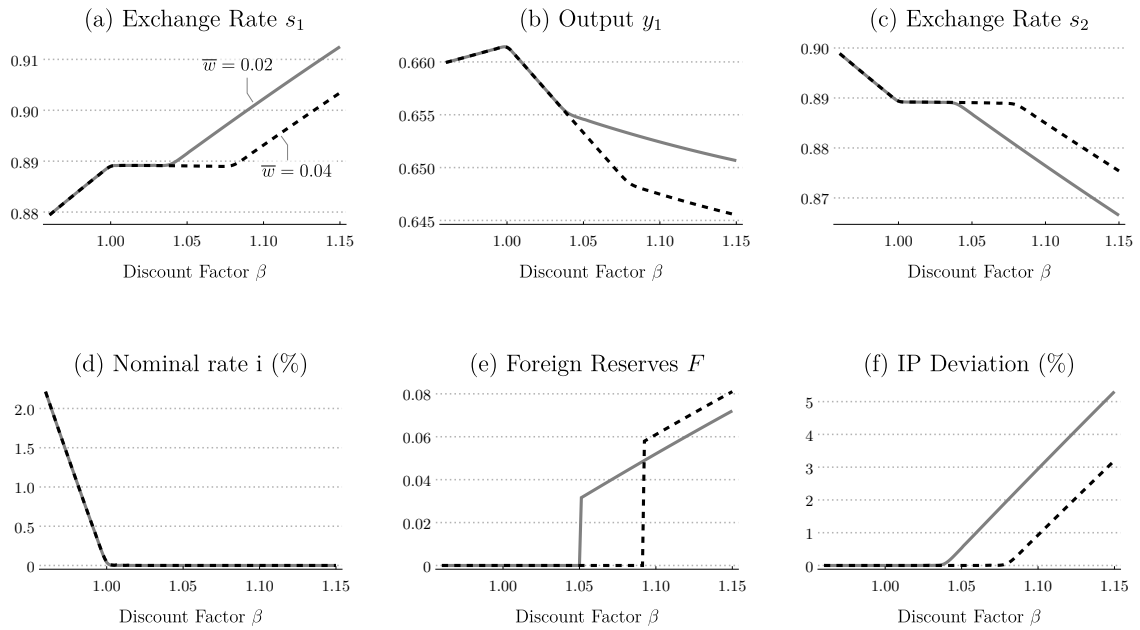 (a) Exchange Rate s₁
(b) Output y₁
(c) Exchange Rate s₂
0.91
0.90
0.89
0.88
w̅ = 0.02
w̅ = 0.04
1.00 1.05 1.10 1.15
Discount Factor β
0.660
0.655
0.650
0.645
1.00 1.05 1.10 1.15
Discount Factor β
0.90
0.89
0.88
0.87
1.00 1.05 1.10 1.15
Discount Factor β
(d) Nominal rate i (%)
(e) Foreign Reserves F
(f) IP Deviation (%)
2.0
1.5
1.0
0.5
0
1.00 1.05 1.10 1.15
Discount Factor β
0.08
0.06
0.04
0.02
0
1.00 1.05 1.10 1.15
Discount Factor β
5
4
3
2
1
0
1.00 1.05 1.10 1.15
Discount Factor β